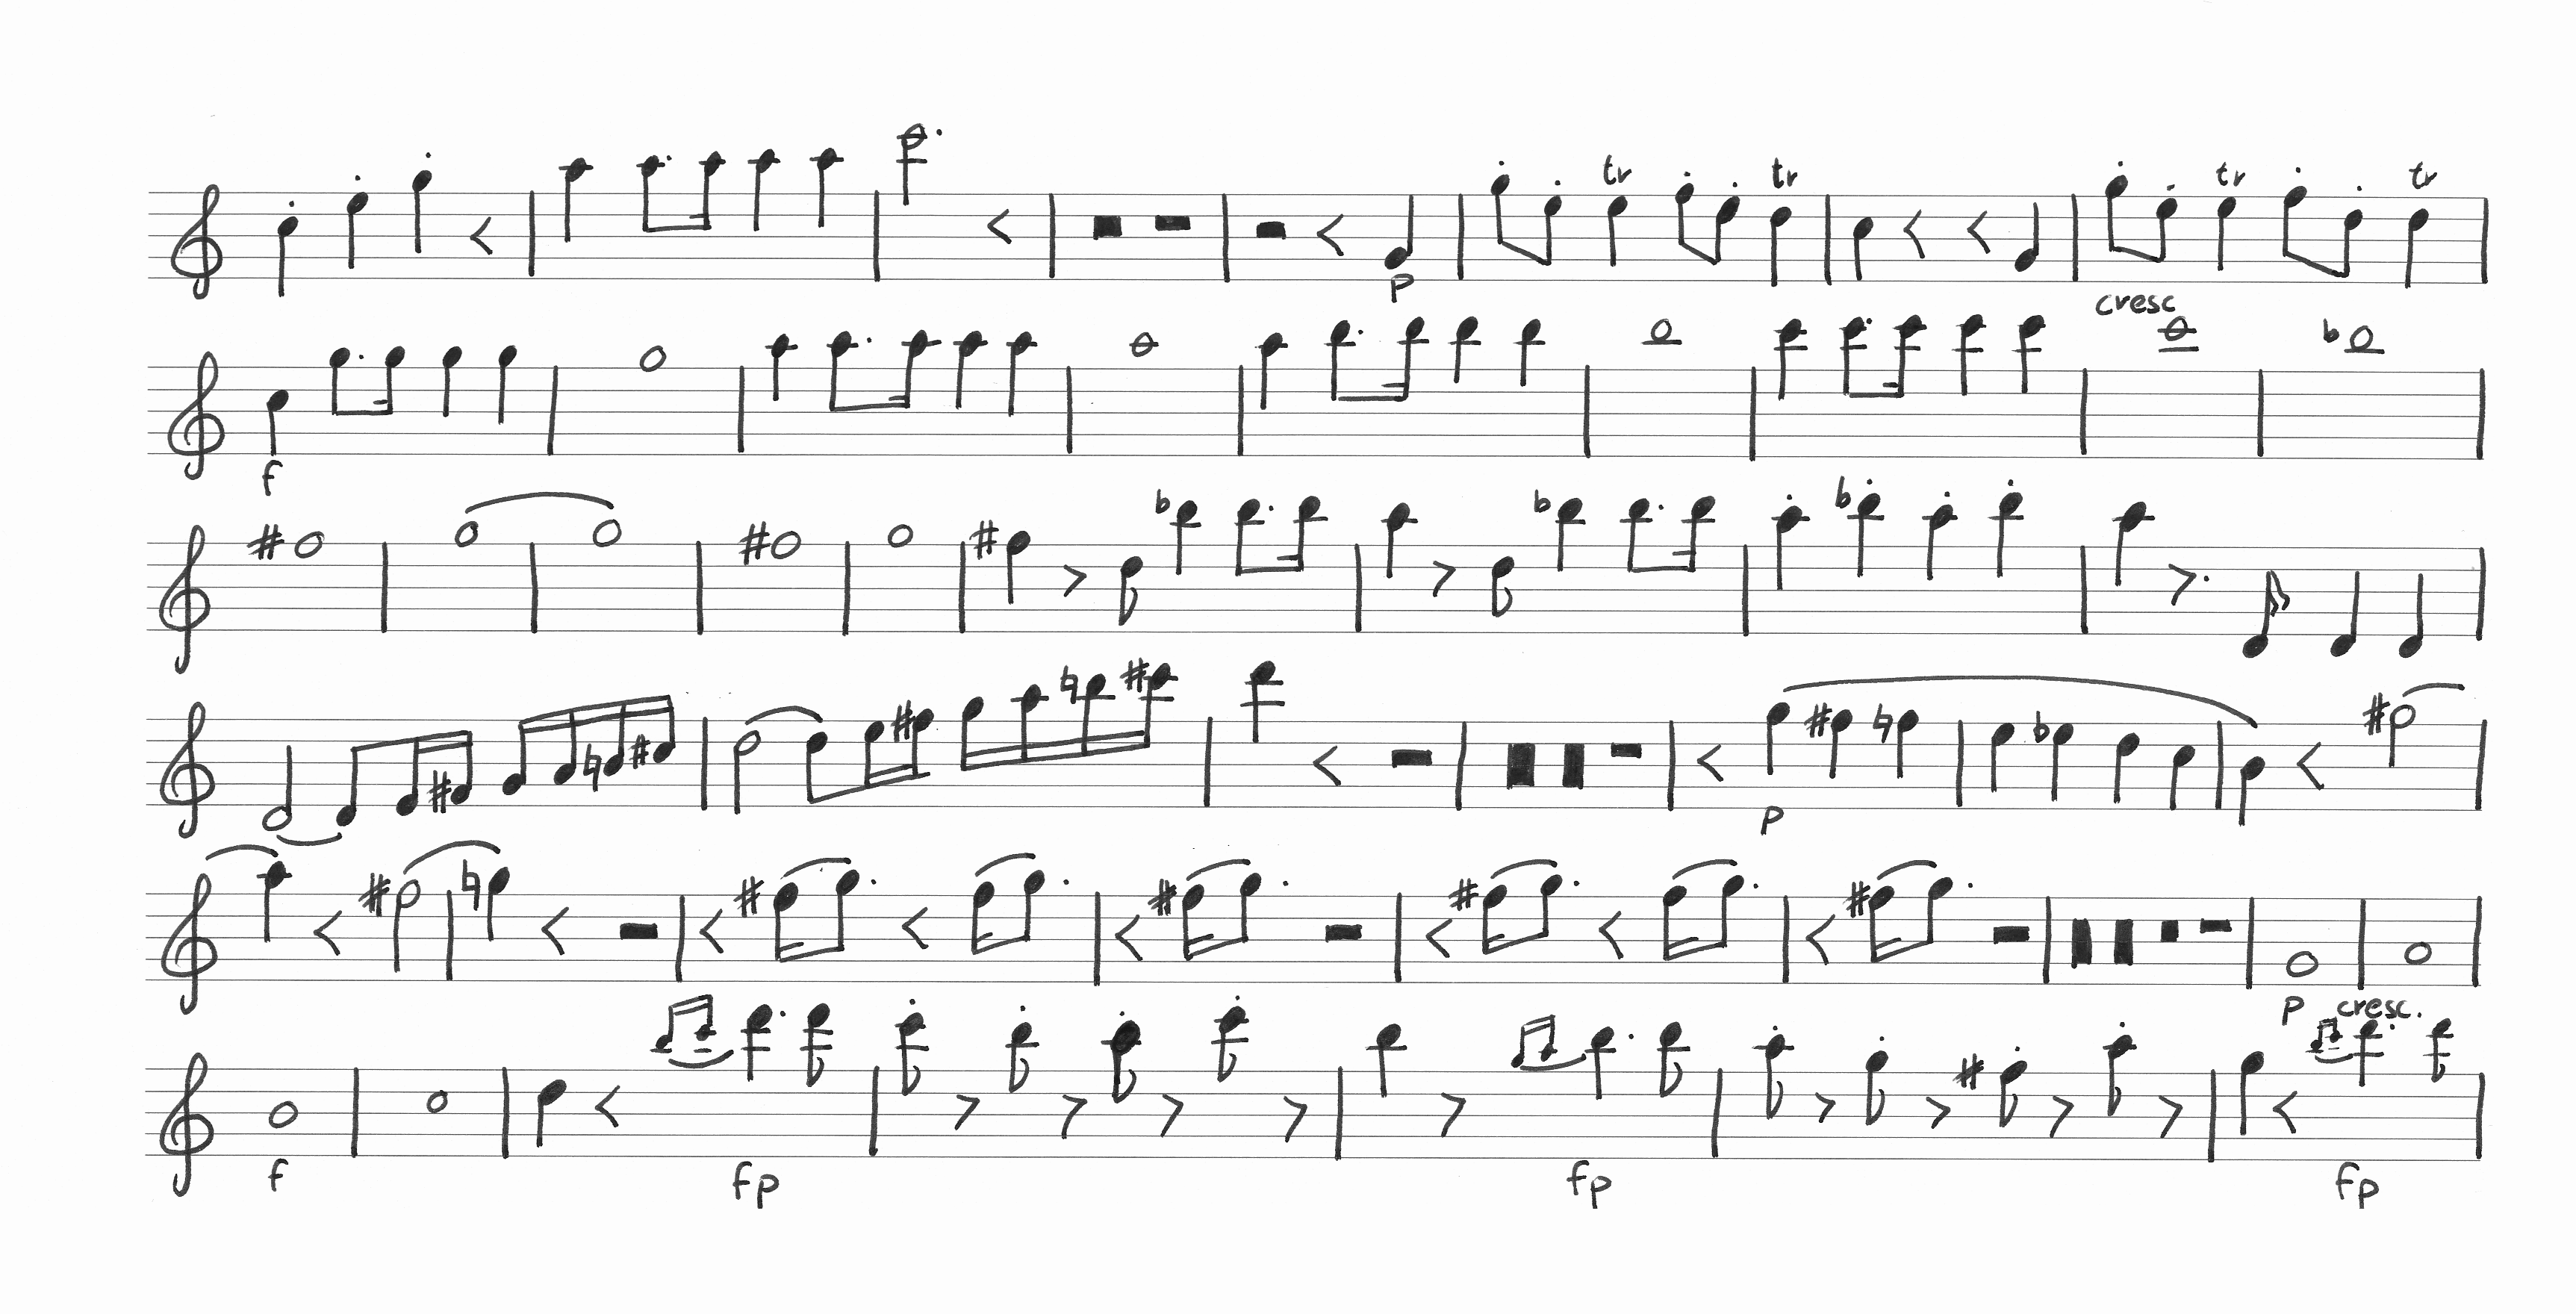 tr tr tr tr
p
cresc
f
p
p cresc.
f fp fp fp